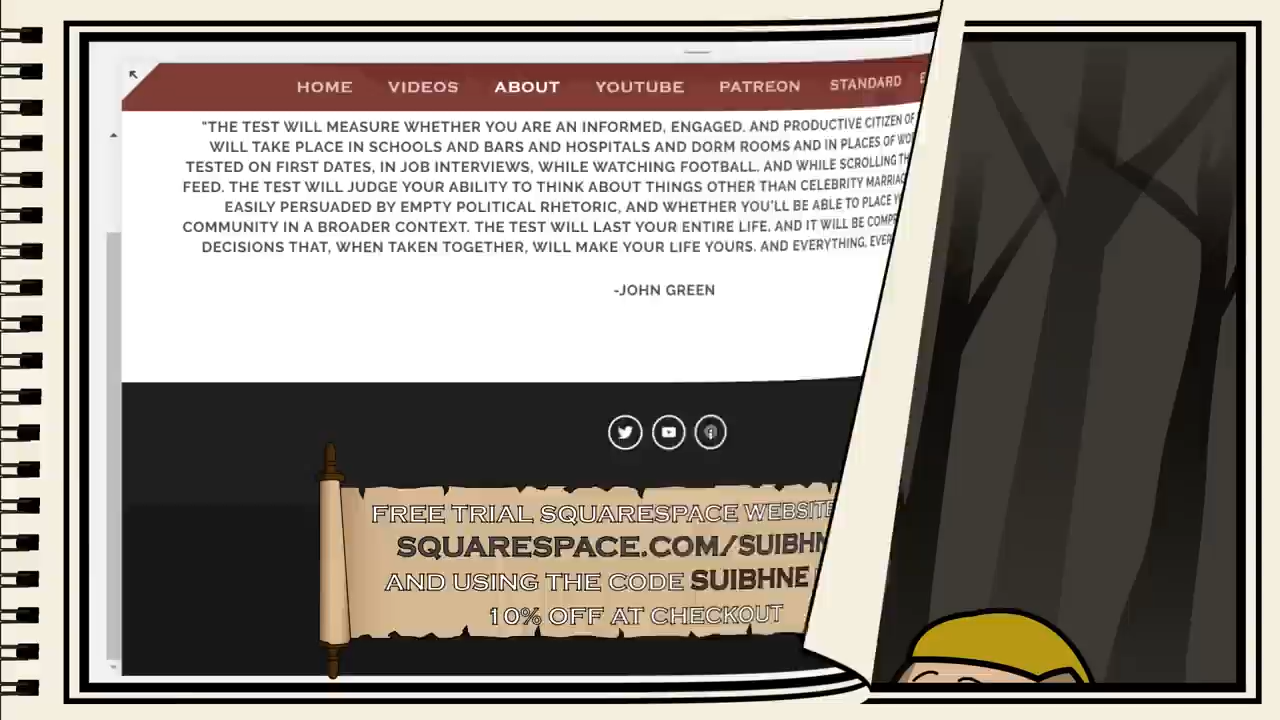 HOME VIDEOS ABOUT YOUTUBE PATREON STANDARD
"THE TEST WILL MEASURE WHETHER YOU ARE AN INFORMED, ENGAGED, AND PRODUCTIVE CITIZEN OF
WILL TAKE PLACE IN SCHOOLS AND BARS AND HOSPITALS AND DORM ROOMS AND IN PLACES OF
TESTED ON FIRST DATES, IN JOB INTERVIEWS, WHILE WATCHING FOOTBALL, AND WHILE SCROLLING
FEED. THE TEST WILL JUDGE YOUR ABILITY TO THINK ABOUT THINGS OTHER THAN CELEBRITY
EASILY PERSUADED BY EMPTY POLITICAL RHETORIC, AND WHETHER YOU'LL BE ABLE TO PLACE
COMMUNITY IN A BROADER CONTEXT. THE TEST WILL LAST YOUR ENTIRE LIFE, AND IT WILL BE
DECISIONS THAT, WHEN TAKEN TOGETHER, WILL MAKE YOUR LIFE YOURS. AND EVERYTHING,
-JOHN GREEN
FREE TRIAL SQUARESPACE WEBSITE
SQUARESPACE.COM/SUIBHN
AND USING THE CODE SUIBHNE
10% OFF AT CHECKOUT